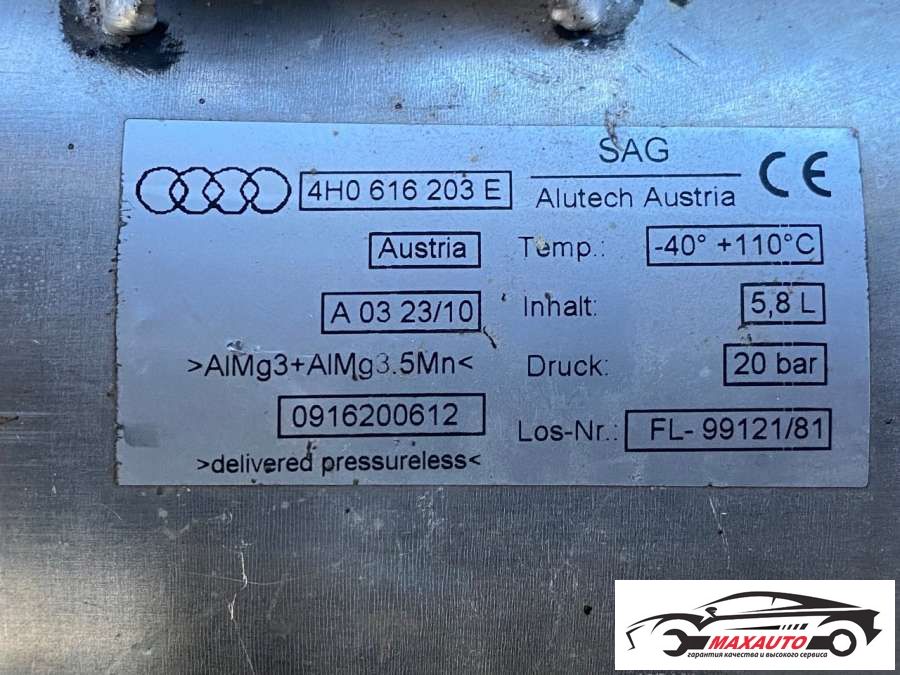 4H0 616 203 E
SAG
Alutech Austria
CE
Austria
Temp.: -40° +110°C
A 03 23/10
Inhalt: 5,8 L
>AlMg3+AlMg3.5Mn<
Druck: 20 bar
0916200612
Los-Nr.: FL- 99121/81
>delivered pressureless<
MAXAUTO
гарантия качества и высокого сервиса